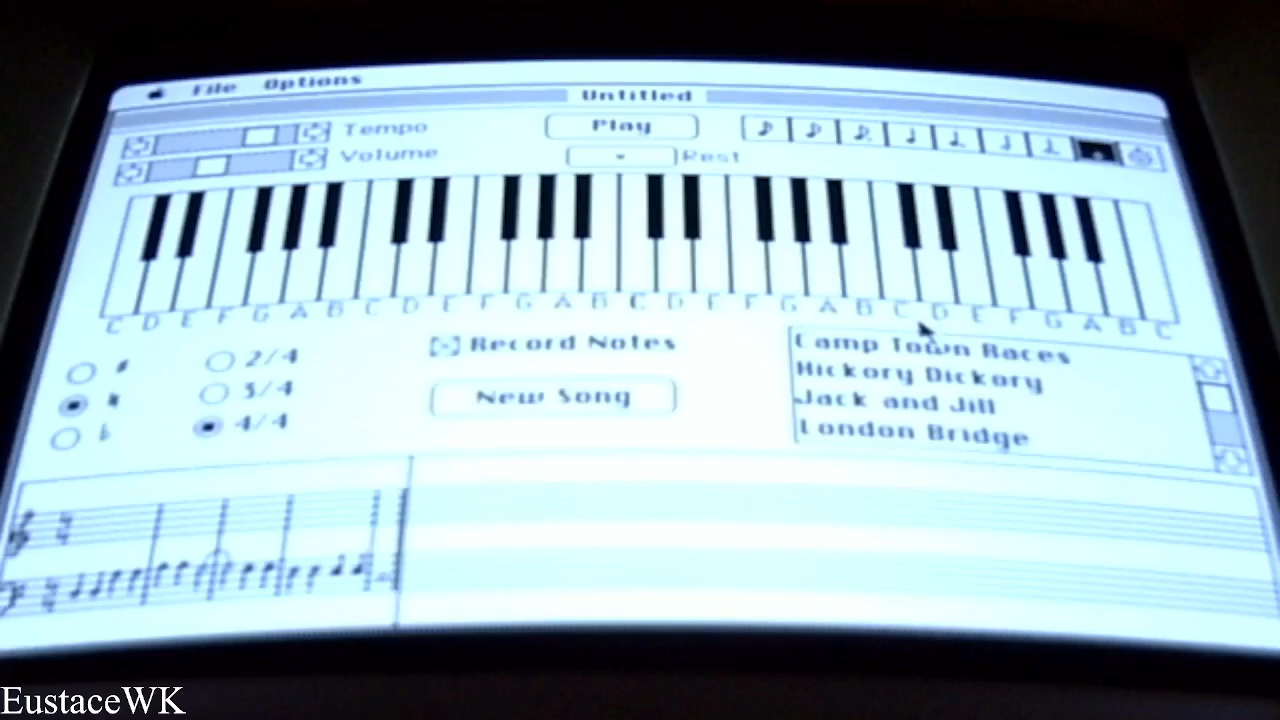 File Options
Untitled
Tempo
Play
Volume
Rest
C D E F G A B C D E F G A B C D E F G A B C D E F G A B C
2/4
3/4
4/4
Record Notes
New Song
Camp Town Races
Hickory Dickory
Jack and Jill
London Bridge
EustaceWK